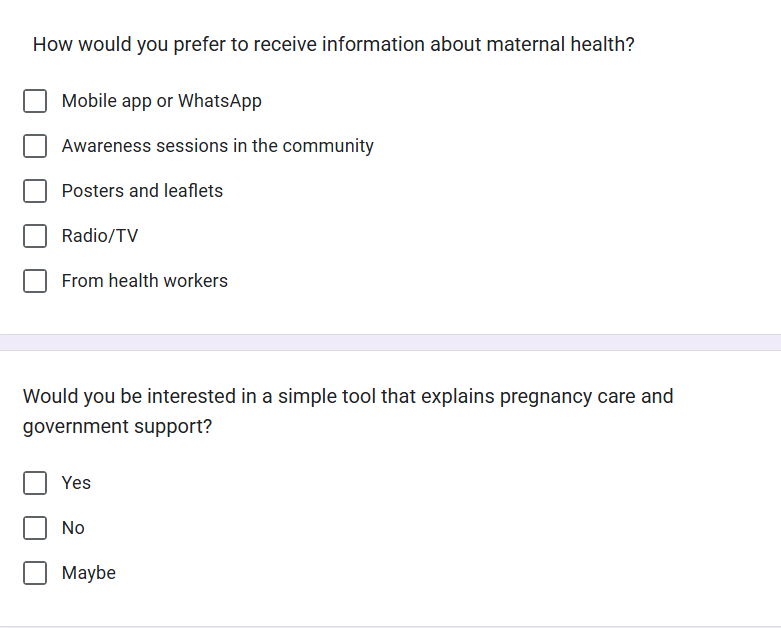 How would you prefer to receive information about maternal health?
Mobile app or WhatsApp
Awareness sessions in the community
Posters and leaflets
Radio/TV
From health workers
Would you be interested in a simple tool that explains pregnancy care and
government support?
Yes
No
Maybe